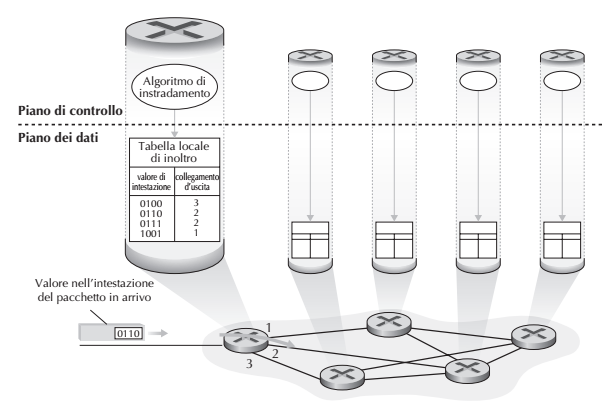 Algoritmo di
instradamento
Piano di controllo
Piano dei dati
Tabella locale
di inoltro
valore di
intestazione
collegamento
d'uscita
0100 3
0110 2
0111 2
1001 1
Valore nell'intestazione
del pacchetto in arrivo
0110
1
2
3